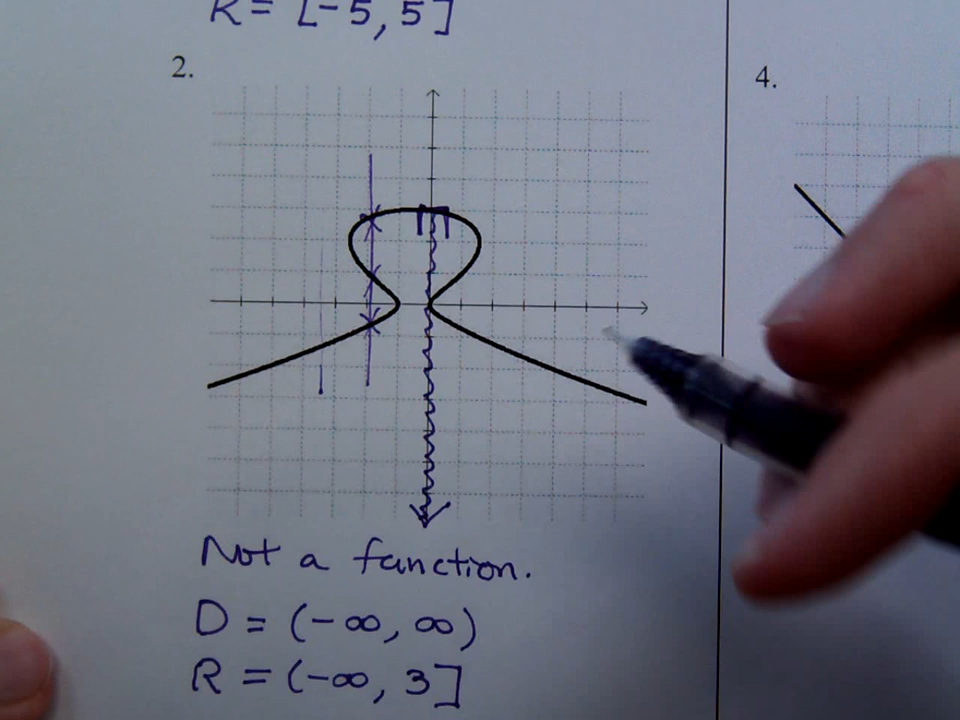 R = [-5, 5]
2.
4.
Not a function.
D = (-∞, ∞)
R = (-∞, 3]